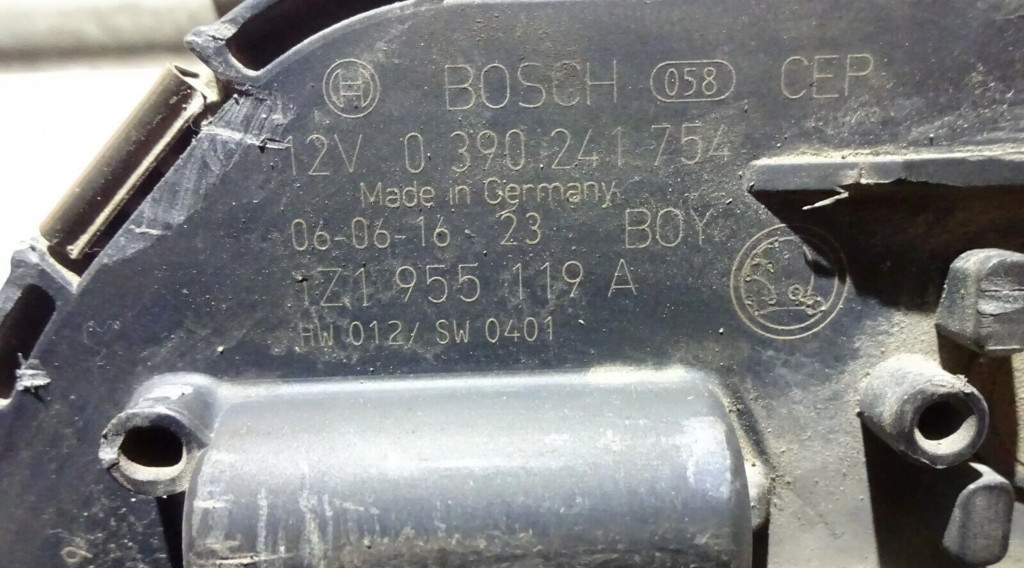 BOSCH 058 CEP
12V 0 390 241 754
Made in Germany
06-06-16 - 23 BOY
1Z1 955 119 A
HW 012/ SW 0401